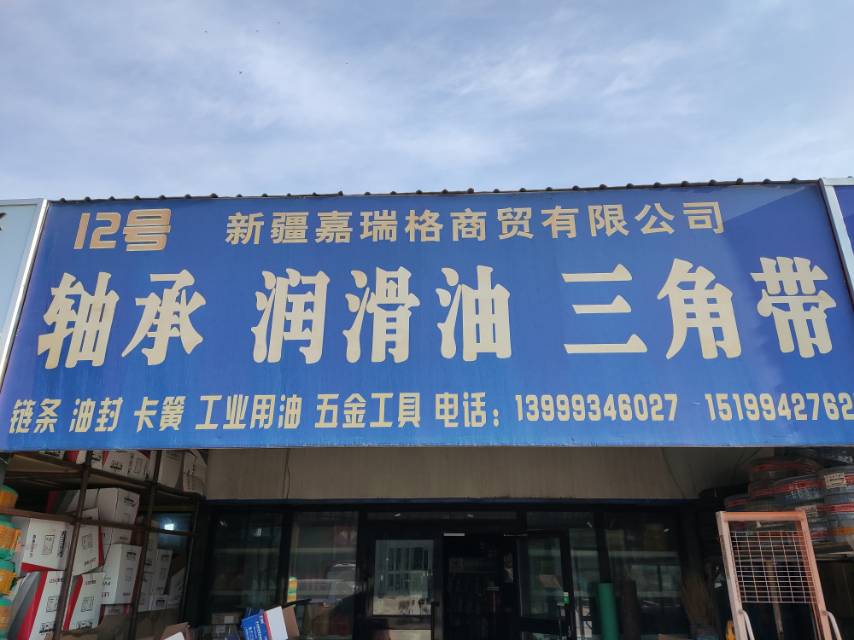 12号 新疆嘉瑞格商贸有限公司
轴承 润滑油 三角带
链条 油封 卡簧 工业用油 五金工具 电话：13999346027 1519942762